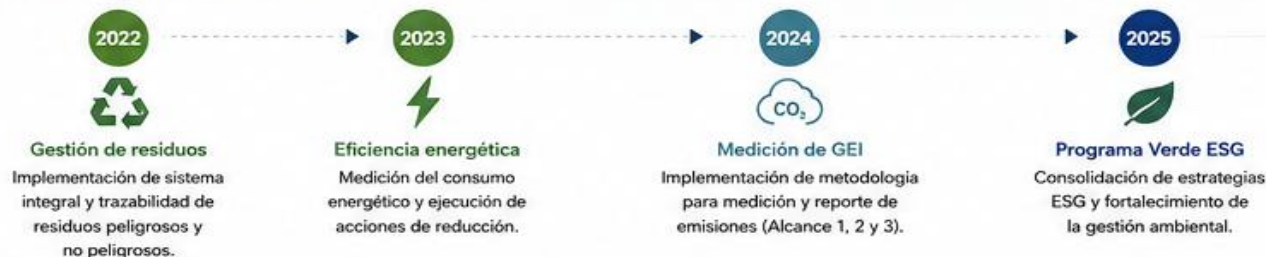 2022
2023
2024
2025
CO₂
Gestión de residuos
Implementación de sistema
integral y trazabilidad de
residuos peligrosos y
no peligrosos.
Eficiencia energética
Medición del consumo
energético y ejecución de
acciones de reducción.
Medición de GEI
Implementación de metodologia
para medición y reporte de
emisiones (Alcance 1, 2 y 3).
Programa Verde ESG
Consolidación de estrategias
ESG y fortalecimiento de
la gestión ambiental.